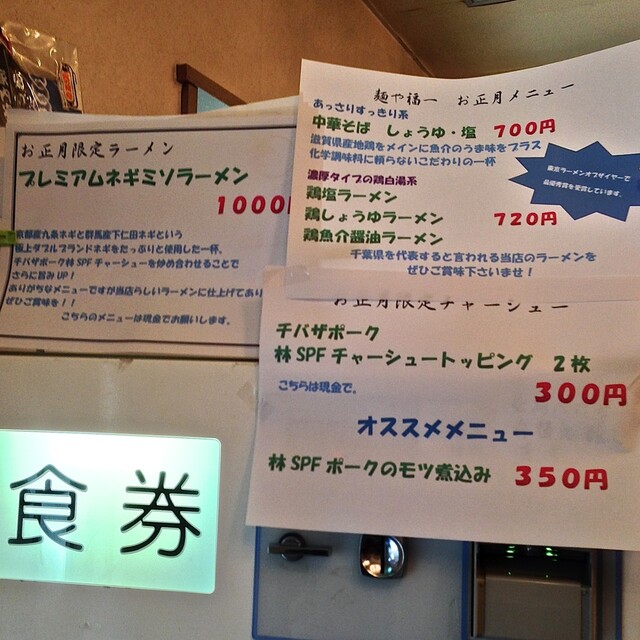 お正月限定ラーメン
プレミアムネギミソラーメン
1000
京都産九条ネギと群馬産下仁田ネギという
極上ダブルブランドネギをたっぷりと使用した一杯。
チバザポーク林SPFチャーシューを炒め合わせることで
さらに旨みUP！
ありがちなメニューですが当店らしいラーメンに仕上げてあり
ぜひご賞味を！！
こちらのメニューは現金でお願いします。
麺や福一 お正月メニュー
あっさりすっきり系
中華そば しょうゆ・塩 700円
滋賀県産地鶏をメインに魚介のうま味をプラス
化学調味料に頼らないこだわりの一杯
濃厚タイプの鶏白湯系
鶏塩ラーメン
鶏しょうゆラーメン 720円
鶏魚介醤油ラーメン
千葉県を代表すると言われる当店のラーメンを
ぜひご賞味下さいませ！
東京ラーメンオブザイヤーで
最優秀賞を受賞しています。
お正月限定チャーシュー
チバザポーク
林SPFチャーシュートッピング 2枚
こちらは現金で。
300円
オススメメニュー
林SPFポークのモツ煮込み 350円
食券